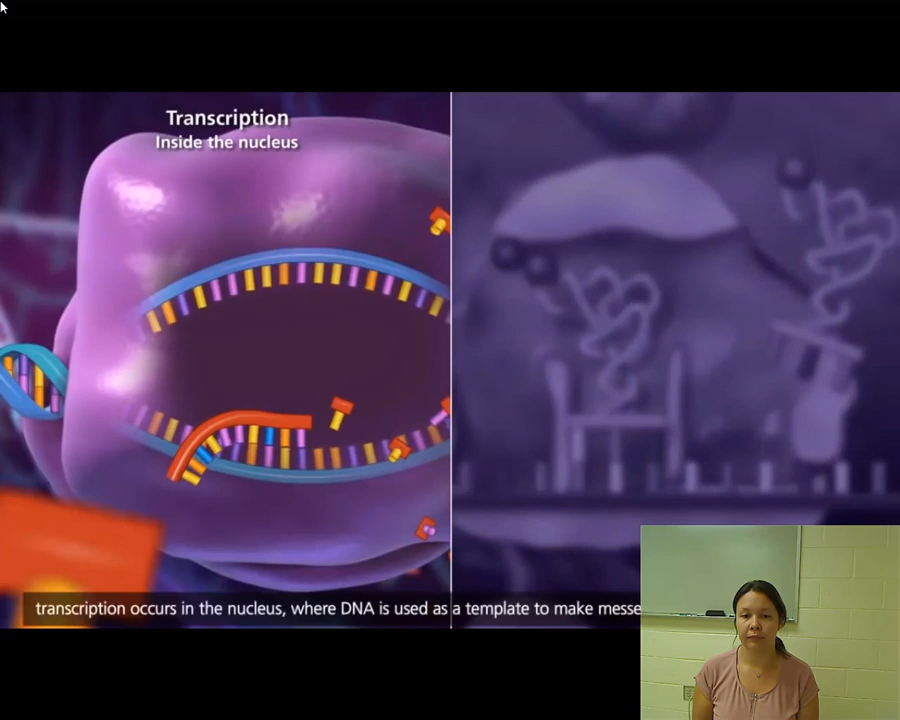 Transcription
Inside the nucleus
transcription occurs in the nucleus, where DNA is used as a template to make messe